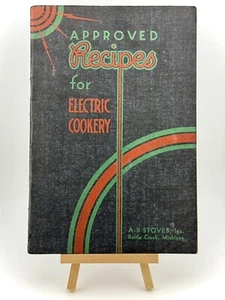 APPROVED
Recipes
for
ELECTRIC
COOKERY
A-B STOVES, Inc.
Battle Creek, Michigan